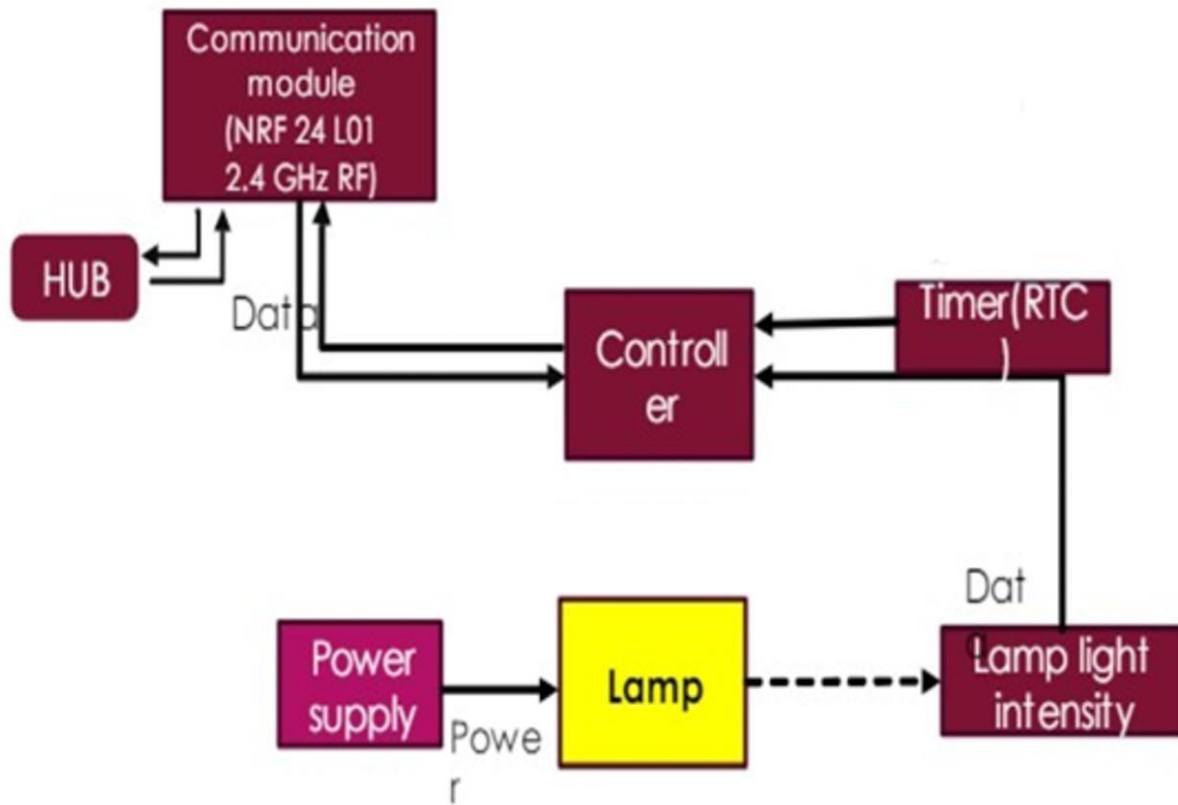 Communication
module
(NRF 24 L01
2.4 GHz RF)
HUB
Data
Controll
er
Timer(RTC
)
Dat
a
Lamp light
intensity
Power
supply
Powe
r
Lamp